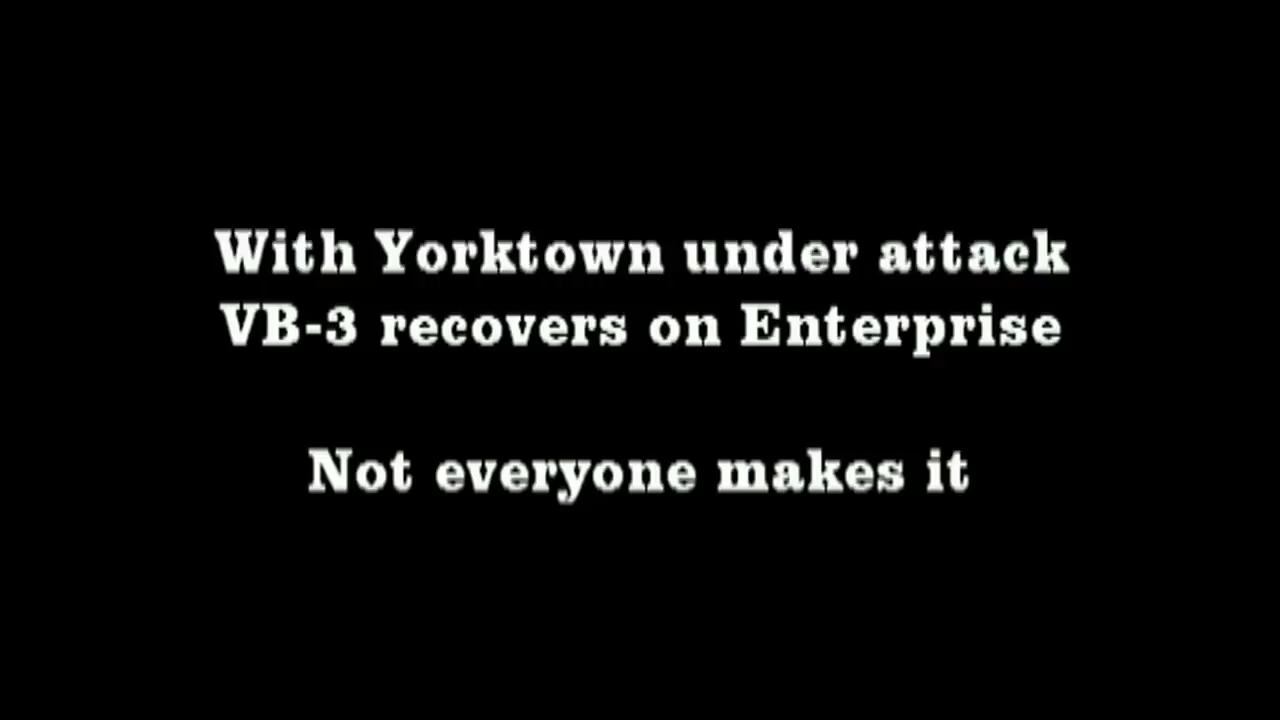 With Yorktown under attack
VB-3 recovers on Enterprise
Not everyone makes it